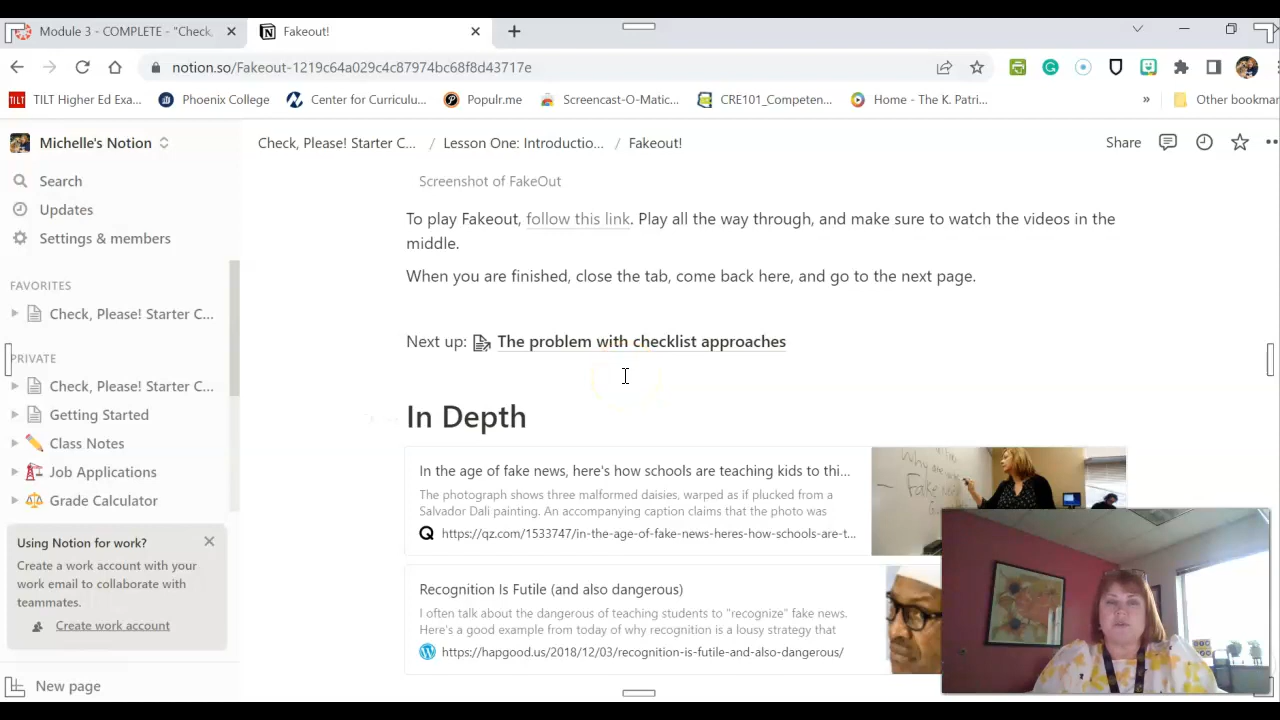 Module 3 - COMPLETE - "Check,
Fakeout!
notion.so/Fakeout-1219c64a029c4c87974bc68f8d43717e
TILT Higher Ed Exa...
Phoenix College
Center for Curriculu...
Populr.me
Screencast-O-Matic...
CRE101_Competen...
Home - The K. Patri...
»
Other bookmar
Michelle's Notion
Check, Please! Starter C... / Lesson One: Introductio... / Fakeout!
Share
Search
Updates
Settings & members
FAVORITES
Check, Please! Starter C...
PRIVATE
Check, Please! Starter C...
Getting Started
Class Notes
Job Applications
Grade Calculator
Using Notion for work?
Create a work account with your
work email to collaborate with
teammates.
Create work account
New page
Screenshot of FakeOut
To play Fakeout, follow this link. Play all the way through, and make sure to watch the videos in the
middle.
When you are finished, close the tab, come back here, and go to the next page.
Next up: The problem with checklist approaches
In Depth
In the age of fake news, here's how schools are teaching kids to thi...
The photograph shows three malformed daisies, warped as if plucked from a
Salvador Dali painting. An accompanying caption claims that the photo was
https://qz.com/1533747/in-the-age-of-fake-news-heres-how-schools-are-t...
Recognition Is Futile (and also dangerous)
I often talk about the dangerous of teaching students to "recognize" fake news.
Here's a good example from today of why recognition is a lousy strategy that
https://hapgood.us/2018/12/03/recognition-is-futile-and-also-dangerous/